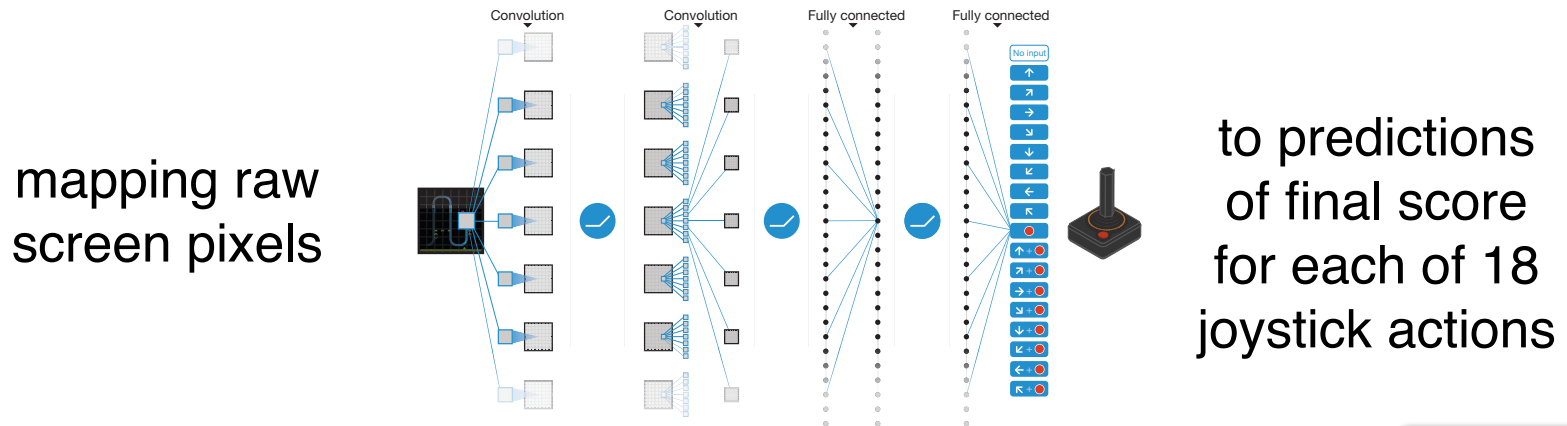 Convolution
Convolution
Fully connected
Fully connected
No input
mapping raw
screen pixels
to predictions
of final score
for each of 18
joystick actions